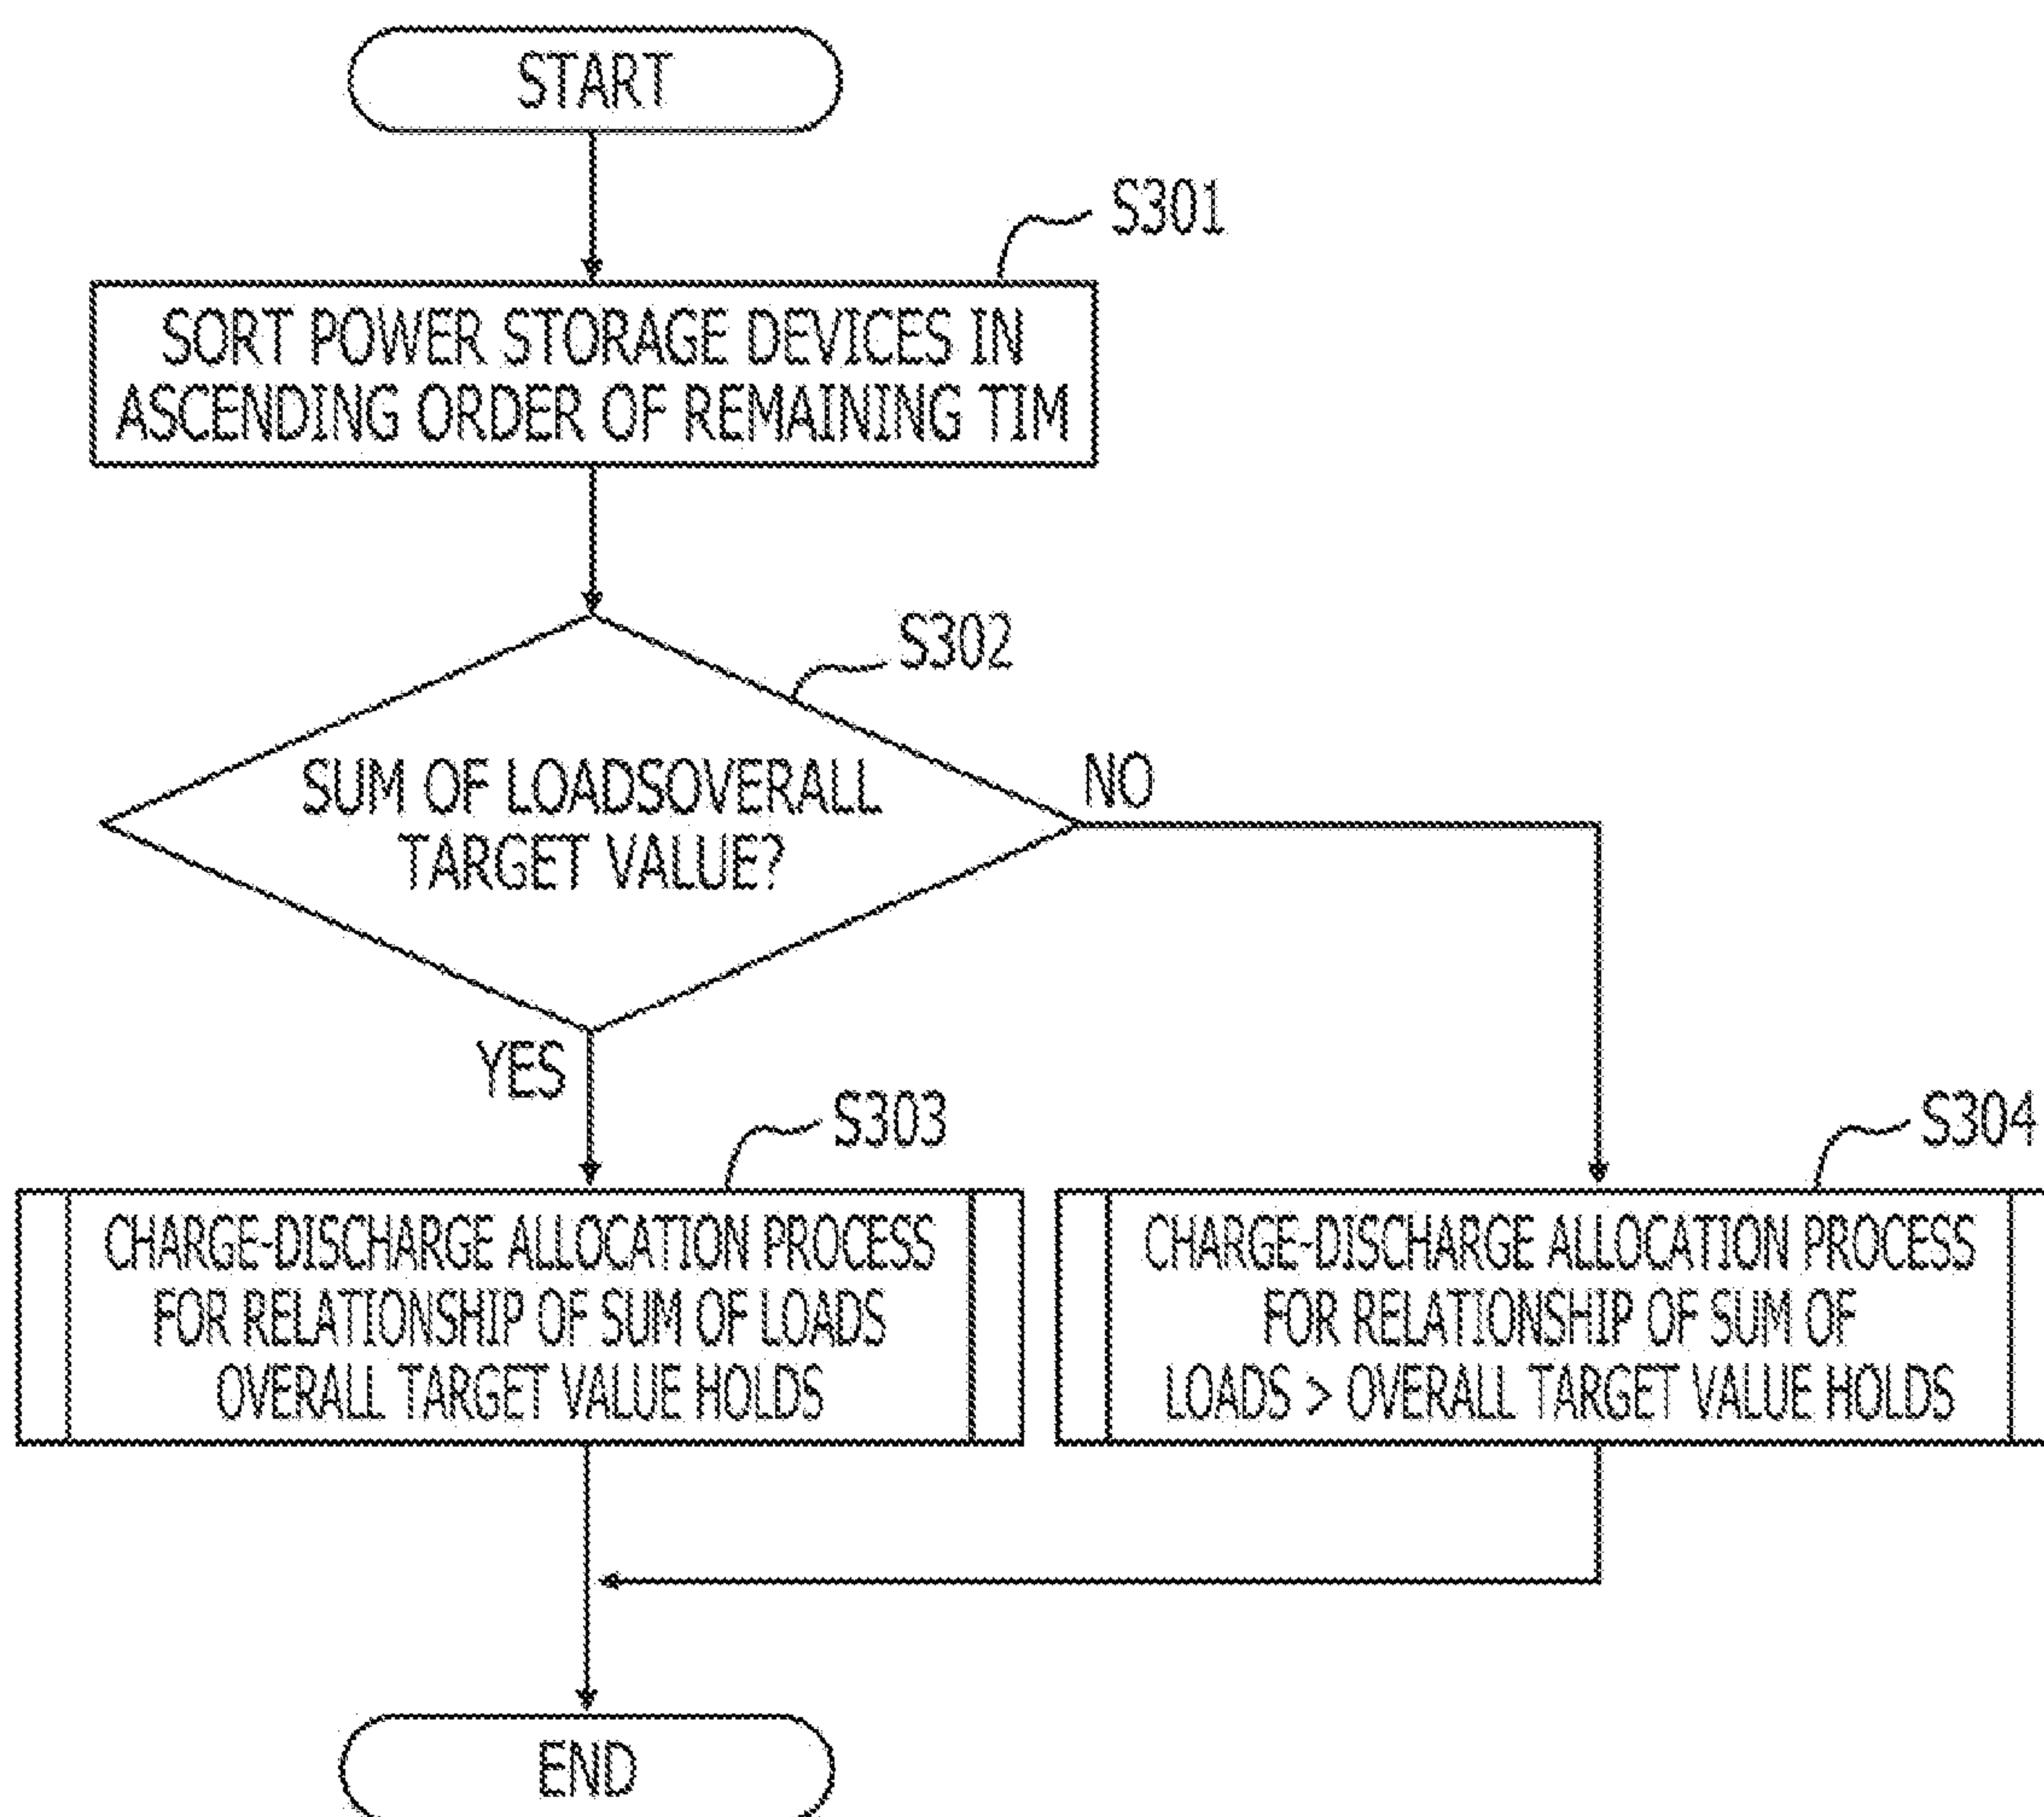 START
S301
SORT POWER STORAGE DEVICES IN
ASCENDING ORDER OF REMAINING TIM
S302
SUM OF LOADSOVERALL
TARGET VALUE?
NO
YES
S303
CHARGE-DISCHARGE ALLOCATION PROCESS
FOR RELATIONSHIP OF SUM OF LOADS
OVERALL TARGET VALUE HOLDS
S304
CHARGE-DISCHARGE ALLOCATION PROCESS
FOR RELATIONSHIP OF SUM OF
LOADS > OVERALL TARGET VALUE HOLDS
END